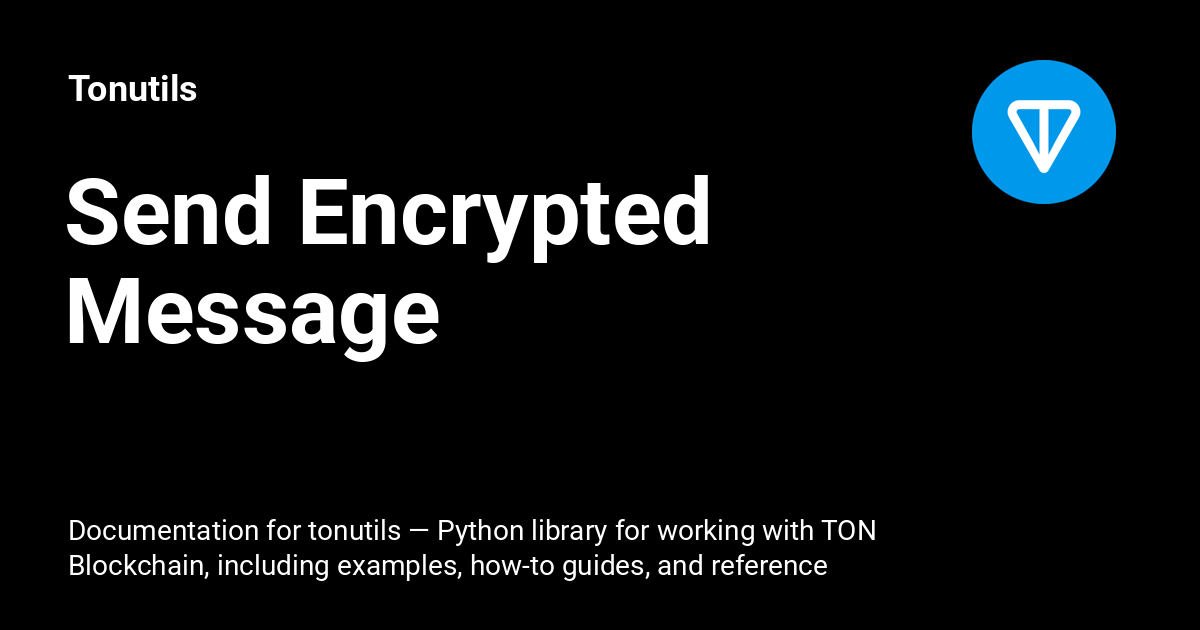 Tonutils
Send Encrypted
Message
Documentation for tonutils — Python library for working with TON
Blockchain, including examples, how-to guides, and reference